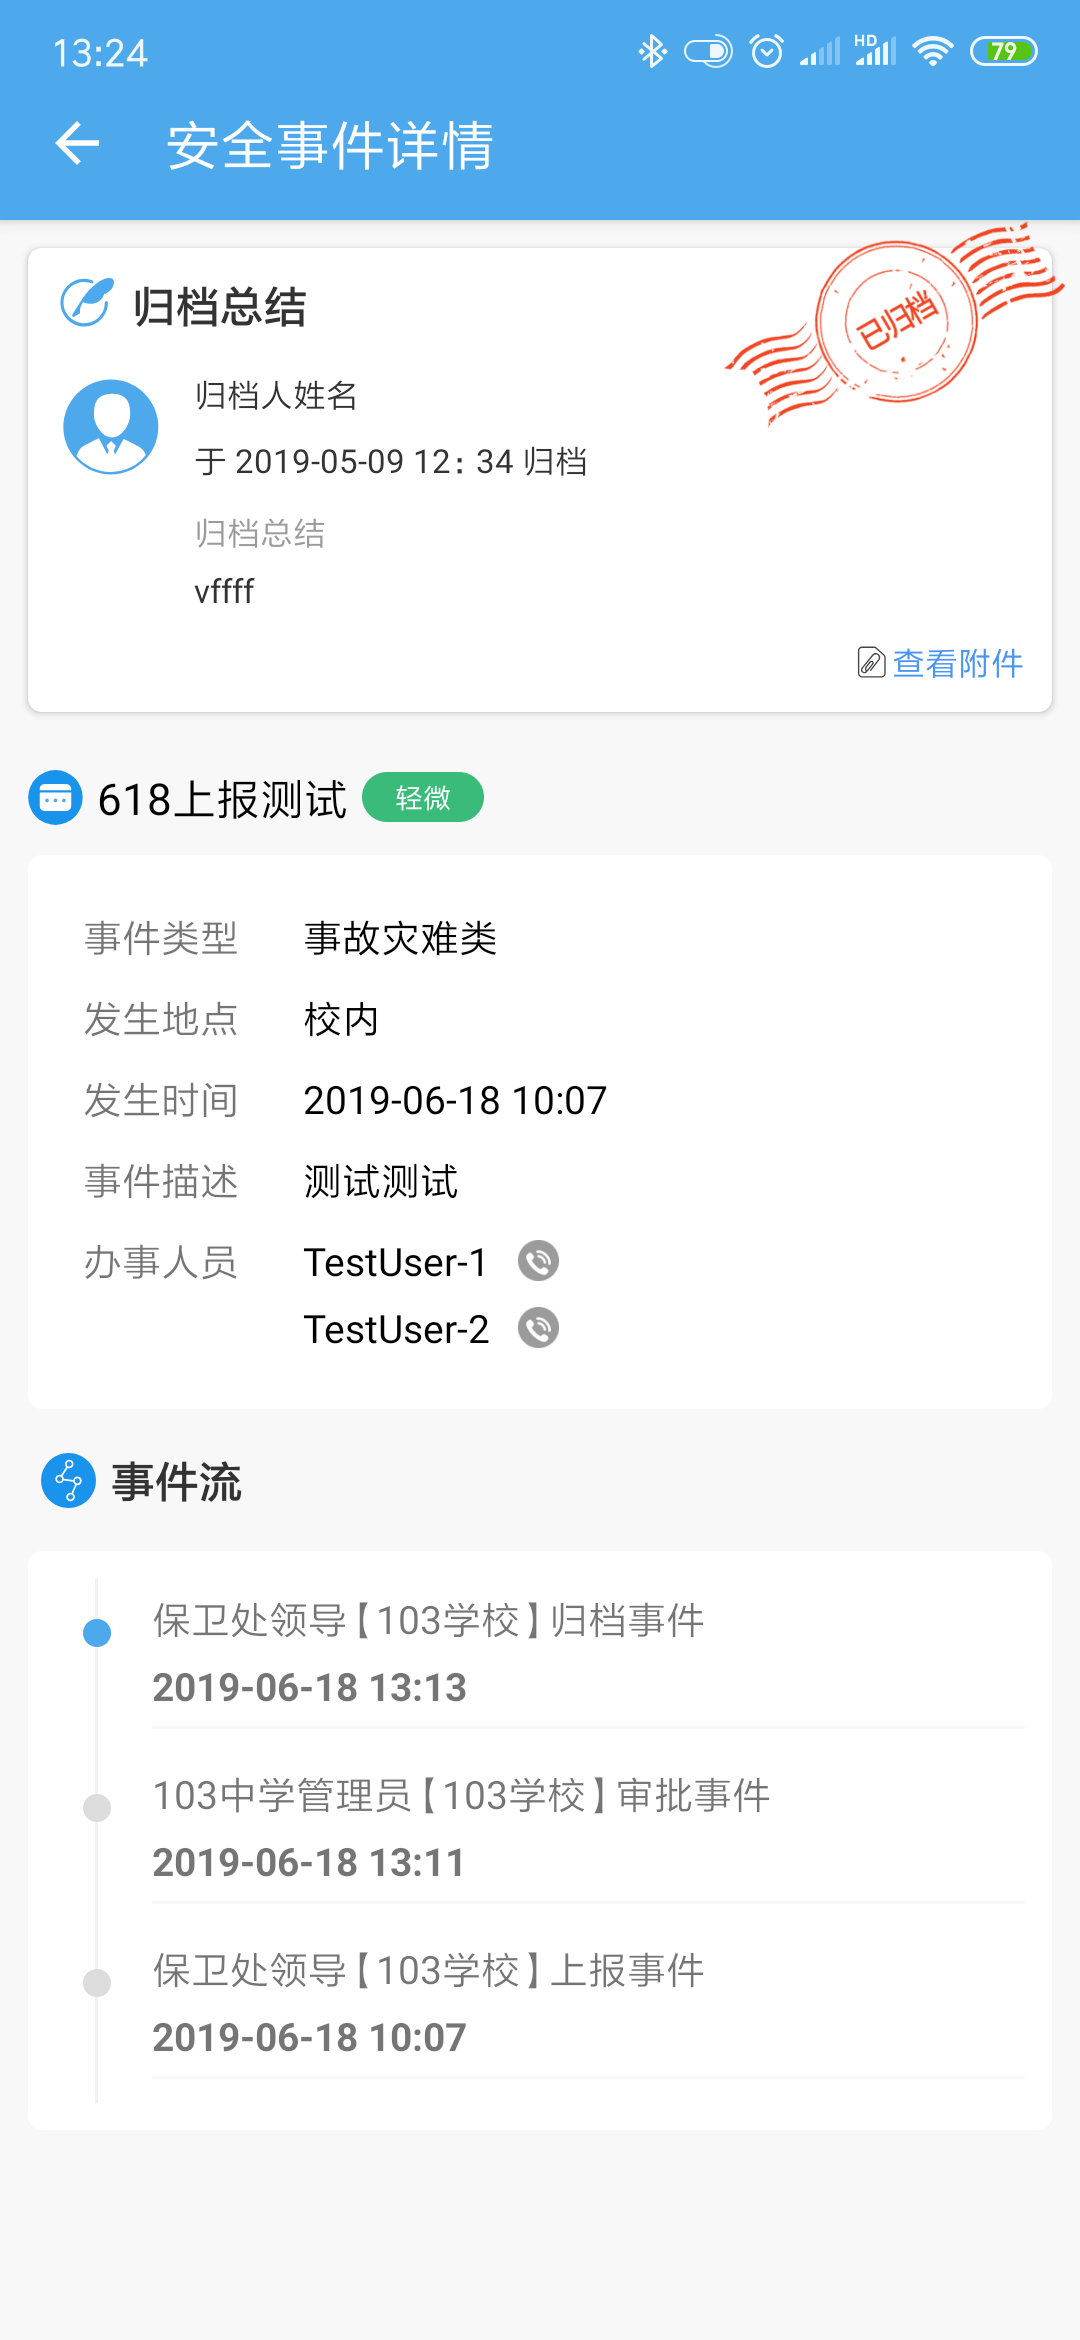 13:24
HD
79
安全事件详情
归档总结
已归档
归档人姓名
于 2019-05-09 12：34 归档
归档总结
vffff
查看附件
618上报测试
轻微
事件类型 事故灾难类
发生地点 校内
发生时间 2019-06-18 10:07
事件描述 测试测试
办事人员 TestUser-1
TestUser-2
事件流
保卫处领导【103学校】归档事件
2019-06-18 13:13
103中学管理员【103学校】审批事件
2019-06-18 13:11
保卫处领导【103学校】上报事件
2019-06-18 10:07